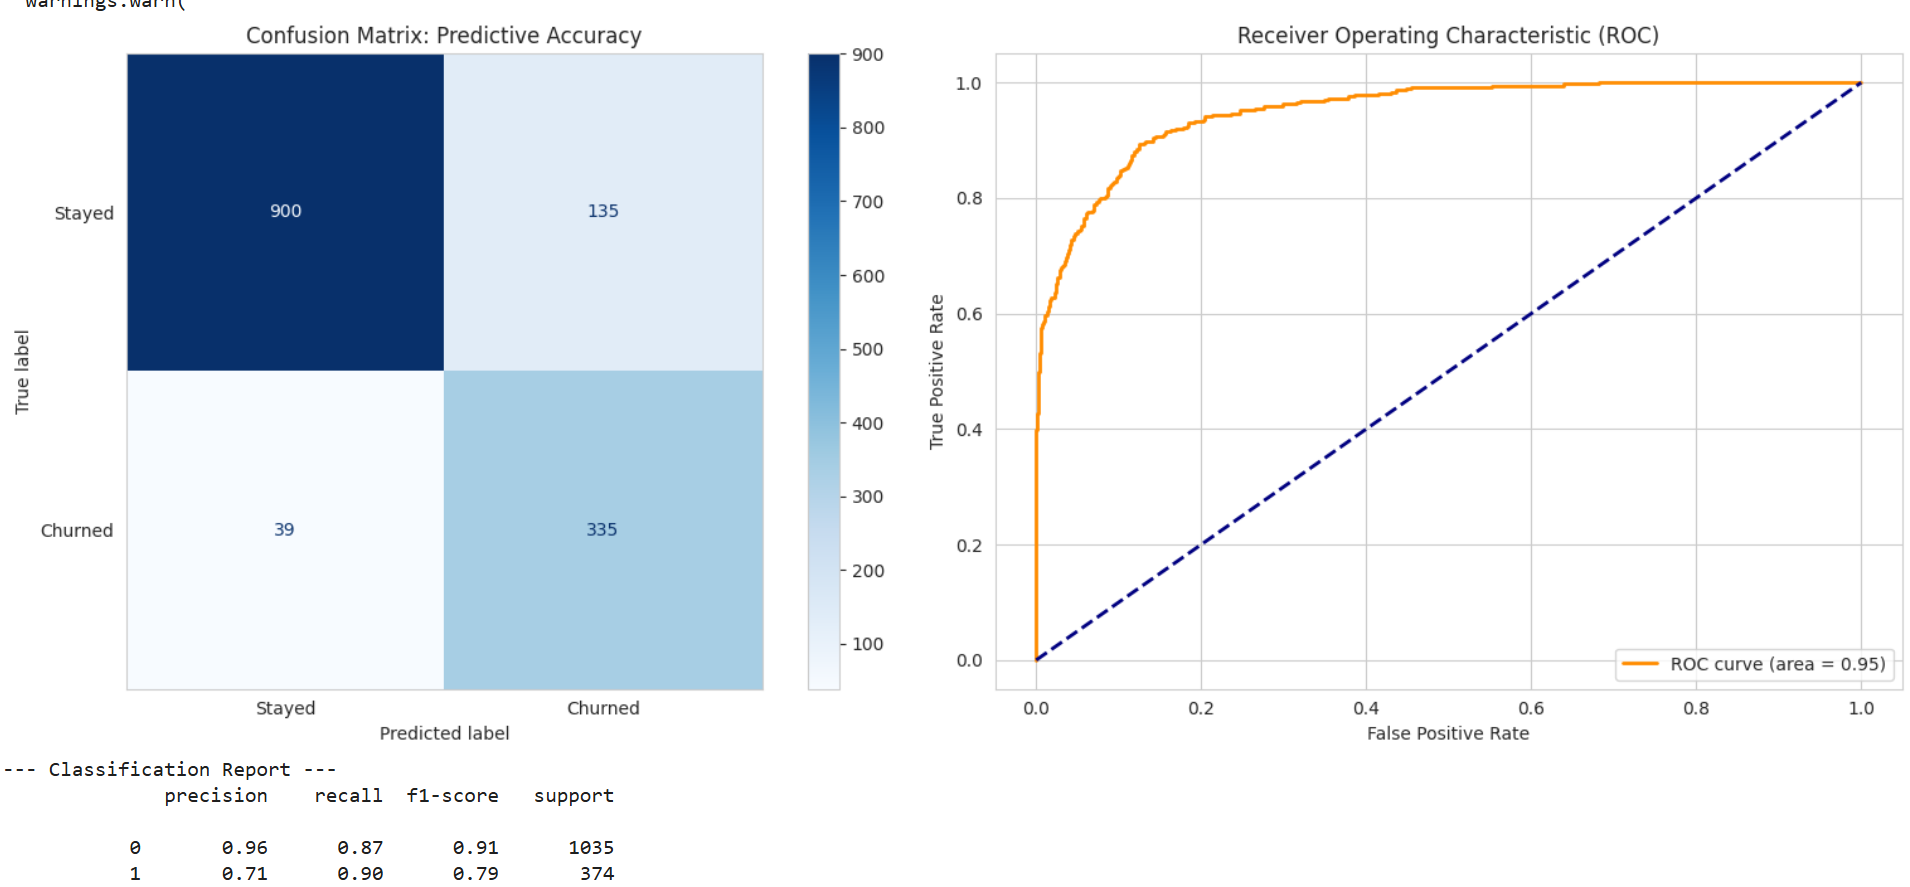 warnings.warn(
Confusion Matrix: Predictive Accuracy
900
800
700
600
500
400
300
200
100
True label
Stayed
900
135
Churned
39
335
Stayed
Churned
Predicted label
Receiver Operating Characteristic (ROC)
True Positive Rate
1.0
0.8
0.6
0.4
0.2
0.0
ROC curve (area = 0.95)
0.0
0.2
0.4
0.6
0.8
1.0
False Positive Rate
--- Classification Report ---
precision recall f1-score support
0 0.96 0.87 0.91 1035
1 0.71 0.90 0.79 374